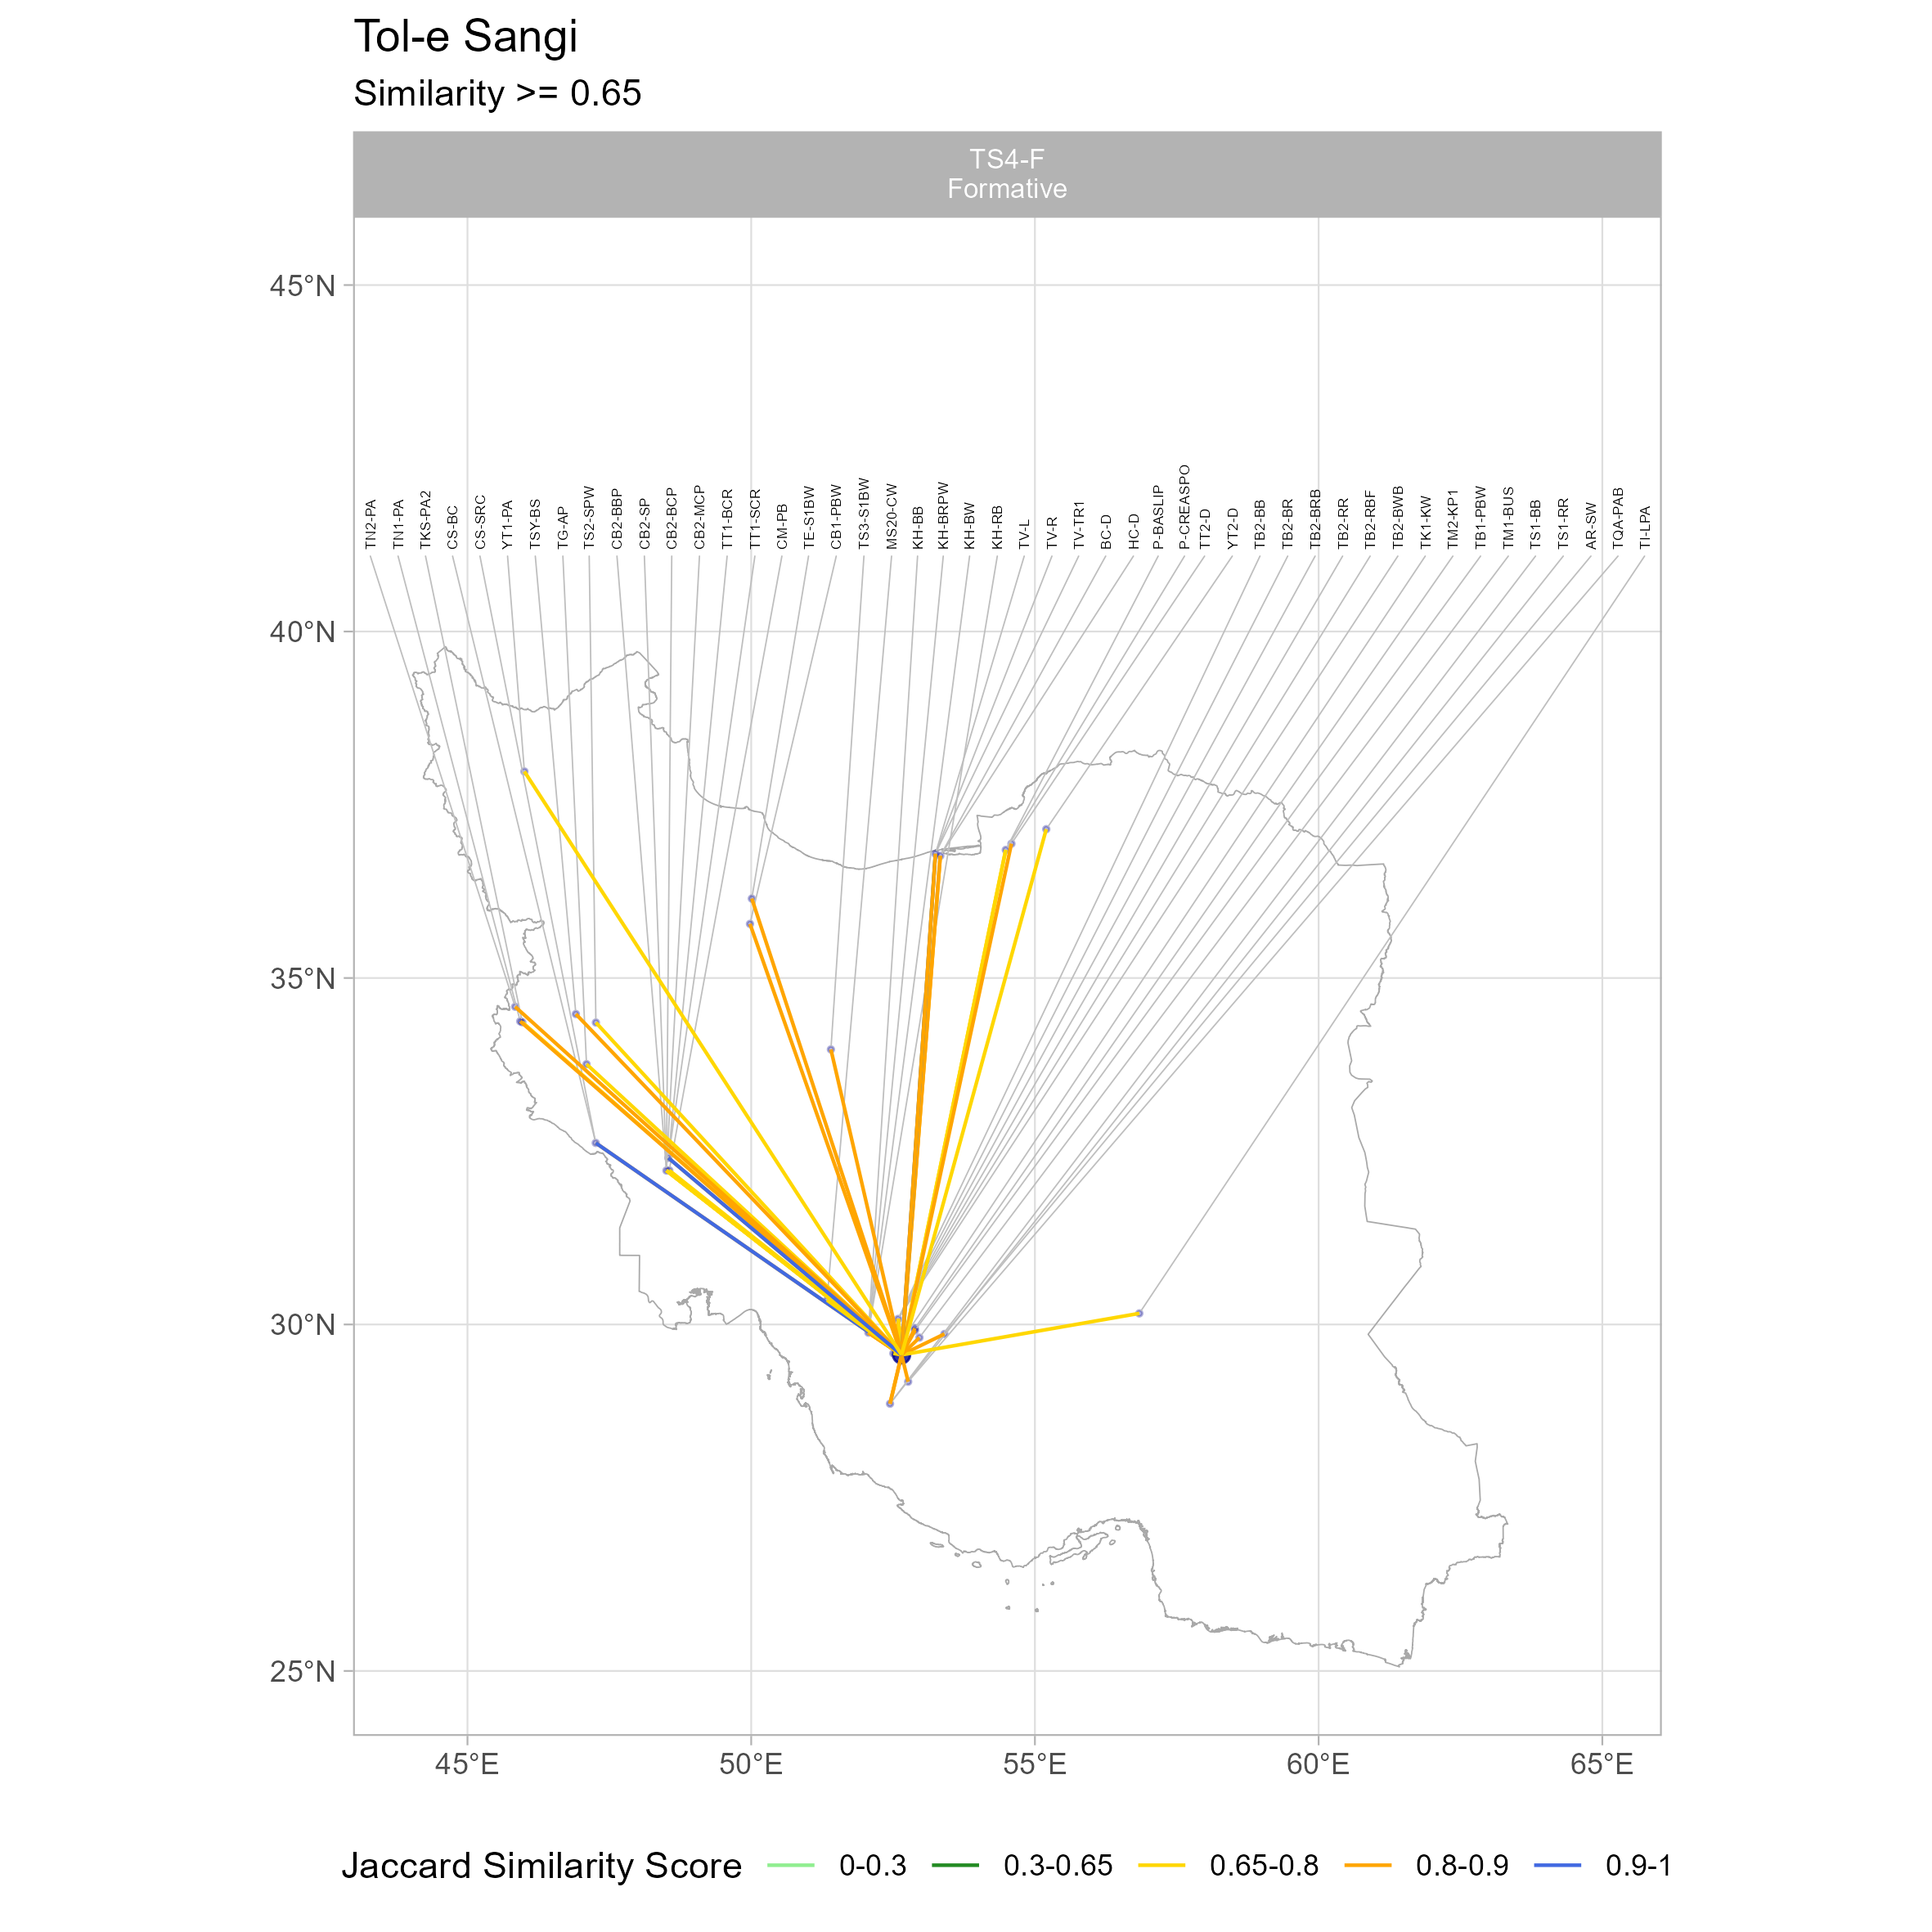 Tol-e Sangi
Similarity >= 0.65
TS4-F
Formative
45°N
40°N
35°N
30°N
25°N
TN2-PA
TN1-PA
TKS-PA2
CS-BC
CS-SRC
YT1-PA
TSY-BS
TG-AP
TS2-SPW
CB2-BBP
CB2-SP
CB2-BCP
CB2-MCP
TT1-BCR
TT1-SCR
CM-PB
TE-S1BW
CB1-PBW
TS3-S1BW
MS20-CW
KH-BB
KH-BRPW
KH-BW
KH-RB
TV-L
TV-R
TV-TR1
BC-D
HC-D
P-BASLIP
P-CREASPO
TT2-D
YT2-D
TB2-BB
TB2-BR
TB2-BRB
TB2-RR
TB2-RBF
TB2-BWB
TK1-KW
TM2-KP1
TB1-PBW
TM1-BUS
TS1-BB
TS1-RR
AR-SW
TQA-PAB
TI-LPA
45°E 50°E 55°E 60°E 65°E
Jaccard Similarity Score 0-0.3 0.3-0.65 0.65-0.8 0.8-0.9 0.9-1